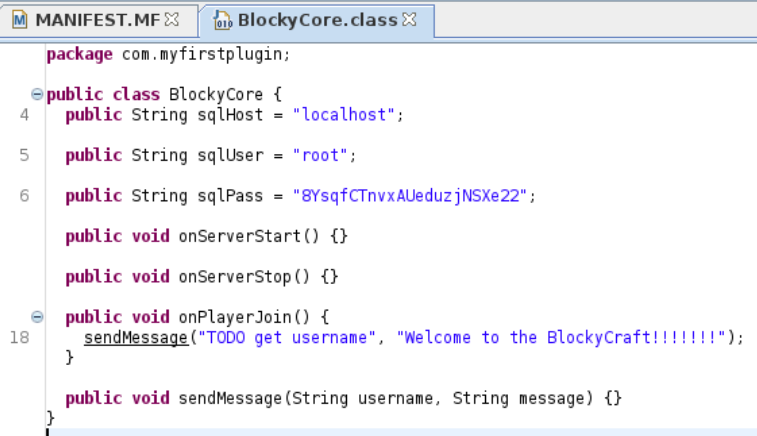 MANIFEST.MF BlockyCore.class
package com.myfirstplugin;
public class BlockyCore {
4 public String sqlHost = "localhost";
5 public String sqlUser = "root";
6 public String sqlPass = "8YsqfCTnvxAUeduzjNSXe22";
public void onServerStart() {}
public void onServerStop() {}
public void onPlayerJoin() {
18 sendMessage("TODO get username", "Welcome to the BlockyCraft!!!!!!!");
}
public void sendMessage(String username, String message) {}
}